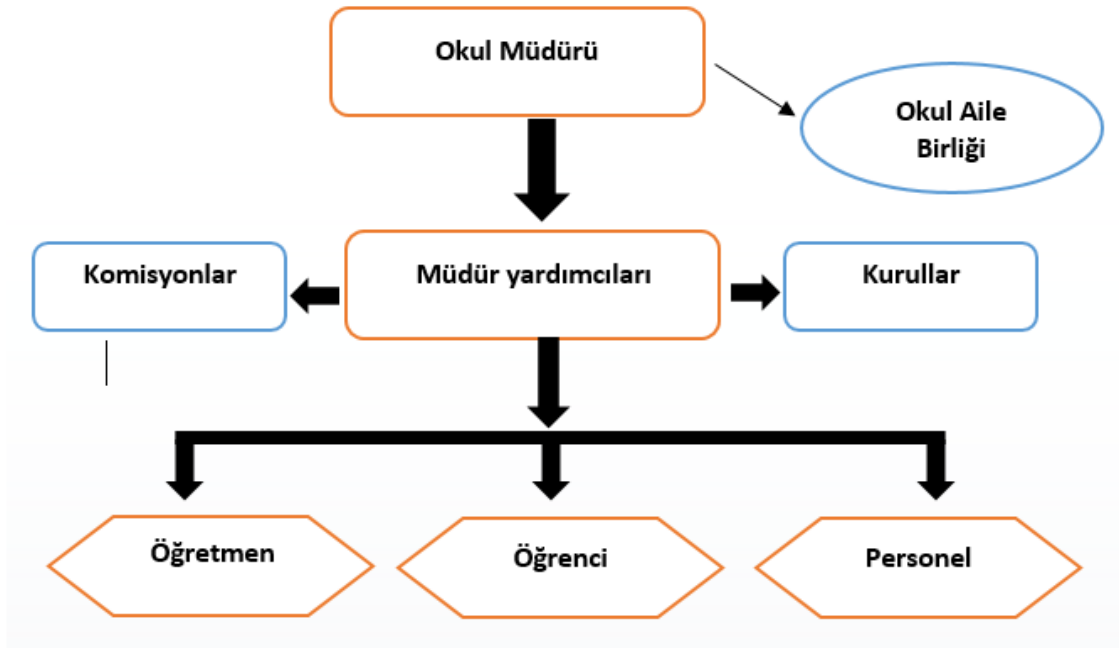 Okul Müdürü
Okul Aile
Birliği
Komisyonlar
Müdür yardımcıları
Kurullar
Öğretmen
Öğrenci
Personel